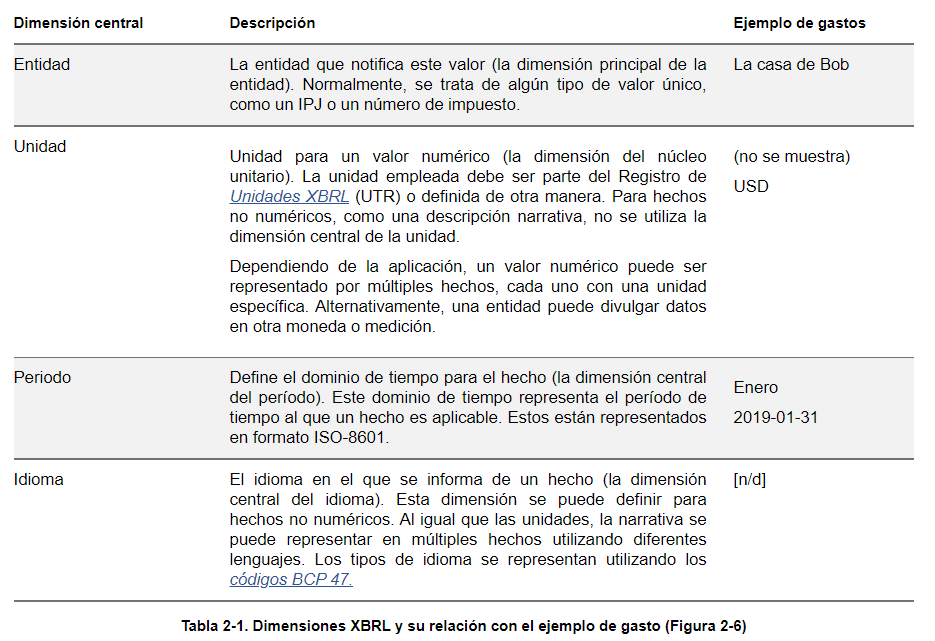 Dimensión central
Descripción
Ejemplo de gastos
Entidad
La entidad que notifica este valor (la dimensión principal de la
entidad). Normalmente, se trata de algún tipo de valor único,
como un IPJ o un número de impuesto.
La casa de Bob
Unidad
Unidad para un valor numérico (la dimensión del núcleo
unitario). La unidad empleada debe ser parte del Registro de
Unidades XBRL (UTR) o definida de otra manera. Para hechos
no numéricos, como una descripción narrativa, no se utiliza la
dimensión central de la unidad.
Dependiendo de la aplicación, un valor numérico puede ser
representado por múltiples hechos, cada uno con una unidad
específica. Alternativamente, una entidad puede divulgar datos
en otra moneda o medición.
(no se muestra)
USD
Periodo
Define el dominio de tiempo para el hecho (la dimensión central
del período). Este dominio de tiempo representa el período de
tiempo al que un hecho es aplicable. Estos están representados
en formato ISO-8601.
Enero
2019-01-31
Idioma
El idioma en el que se informa de un hecho (la dimensión
central del idioma). Esta dimensión se puede definir para
hechos no numéricos. Al igual que las unidades, la narrativa se
puede representar en múltiples hechos utilizando diferentes
lenguajes. Los tipos de idioma se representan utilizando los
códigos BCP 47.
[n/d]
Tabla 2-1. Dimensiones XBRL y su relación con el ejemplo de gasto (Figura 2-6)